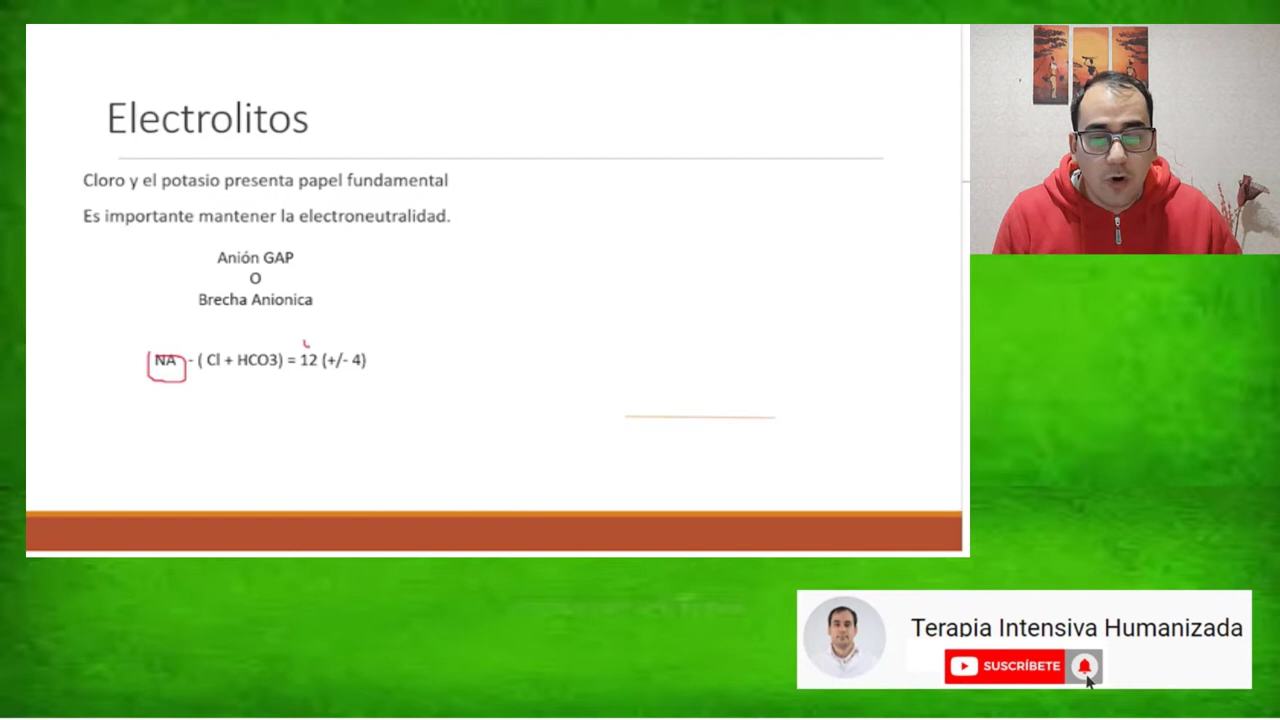 Electrolitos
Cloro y el potasio presenta papel fundamental
Es importante mantener la electroneutralidad.
Anión GAP
O
Brecha Anionica
NA - ( Cl + HCO3) = 12 (+/- 4)
Terapia Intensiva Humanizada
SUSCRÍBETE